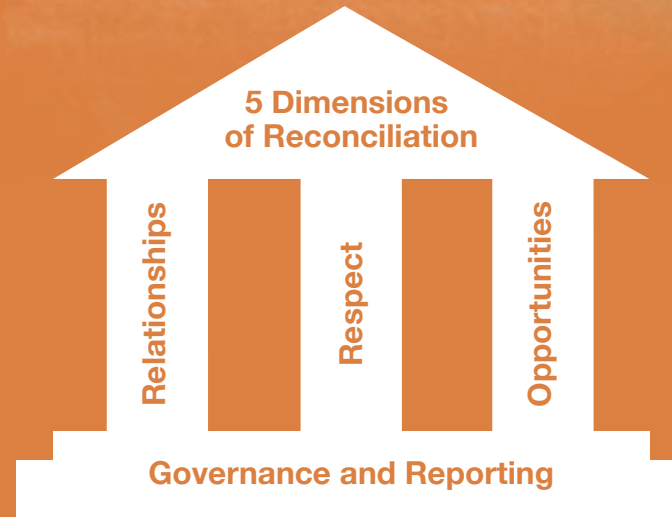 5 Dimensions
of Reconciliation
Relationships
Respect
Opportunities
Governance and Reporting